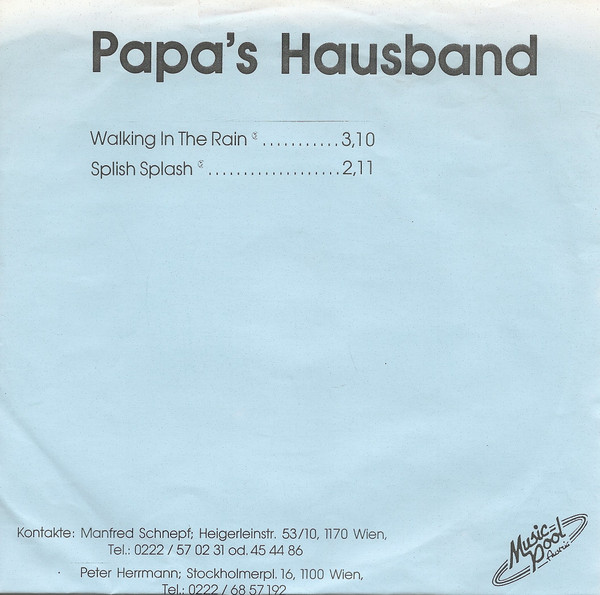 Papa's Hausband
Walking In The Rain ...........3,10
Splish Splash ...................2,11
Kontakte: Manfred Schnepf; Heigerleinstr. 53/10, 1170 Wien,
Tel.: 0222 / 57 02 31 od. 45 44 86
Peter Herrmann; Stockholmerpl. 16, 1100 Wien,
Tel.: 0222 / 68 57 192
Music-
pool
Austria